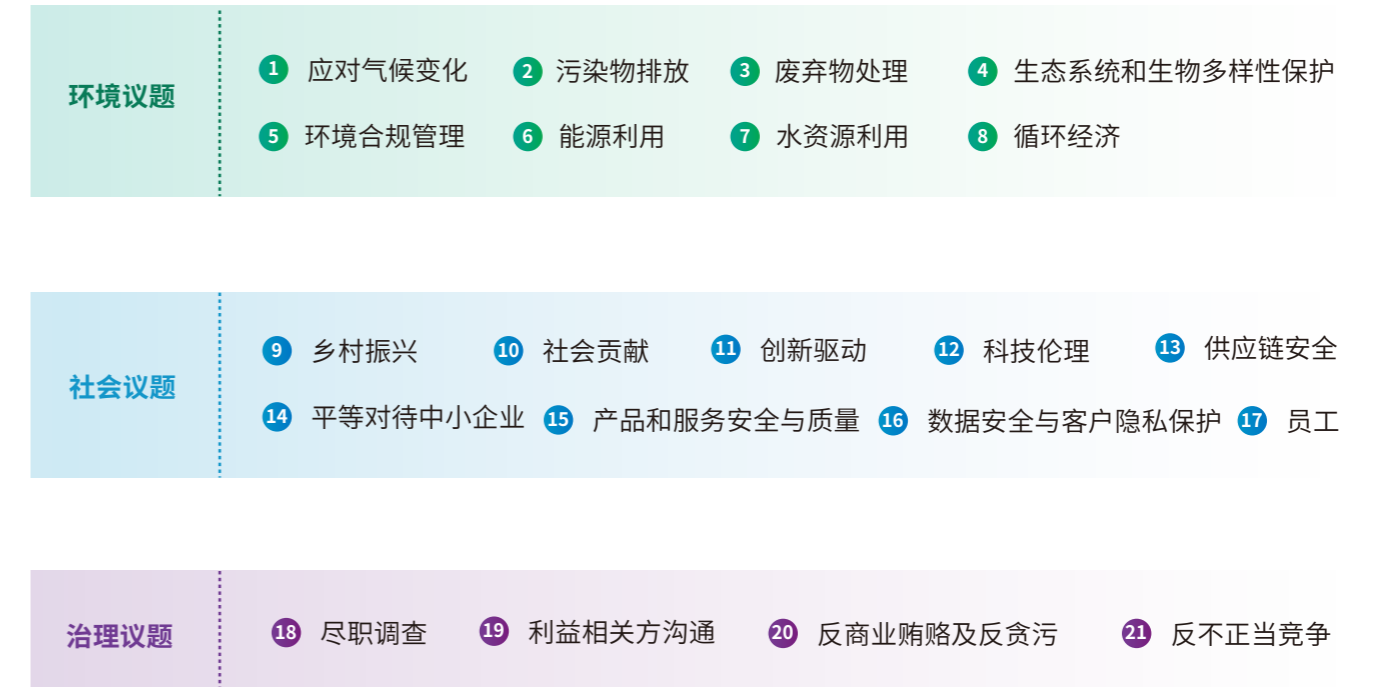 环境议题
1 应对气候变化 2 污染物排放 3 废弃物处理 4 生态系统和生物多样性保护
5 环境合规管理 6 能源利用 7 水资源利用 8 循环经济
社会议题
9 乡村振兴 10 社会贡献 11 创新驱动 12 科技伦理 13 供应链安全
14 平等对待中小企业 15 产品和服务安全与质量 16 数据安全与客户隐私保护 17 员工
治理议题
18 尽职调查 19 利益相关方沟通 20 反商业贿赂及反贪污 21 反不正当竞争